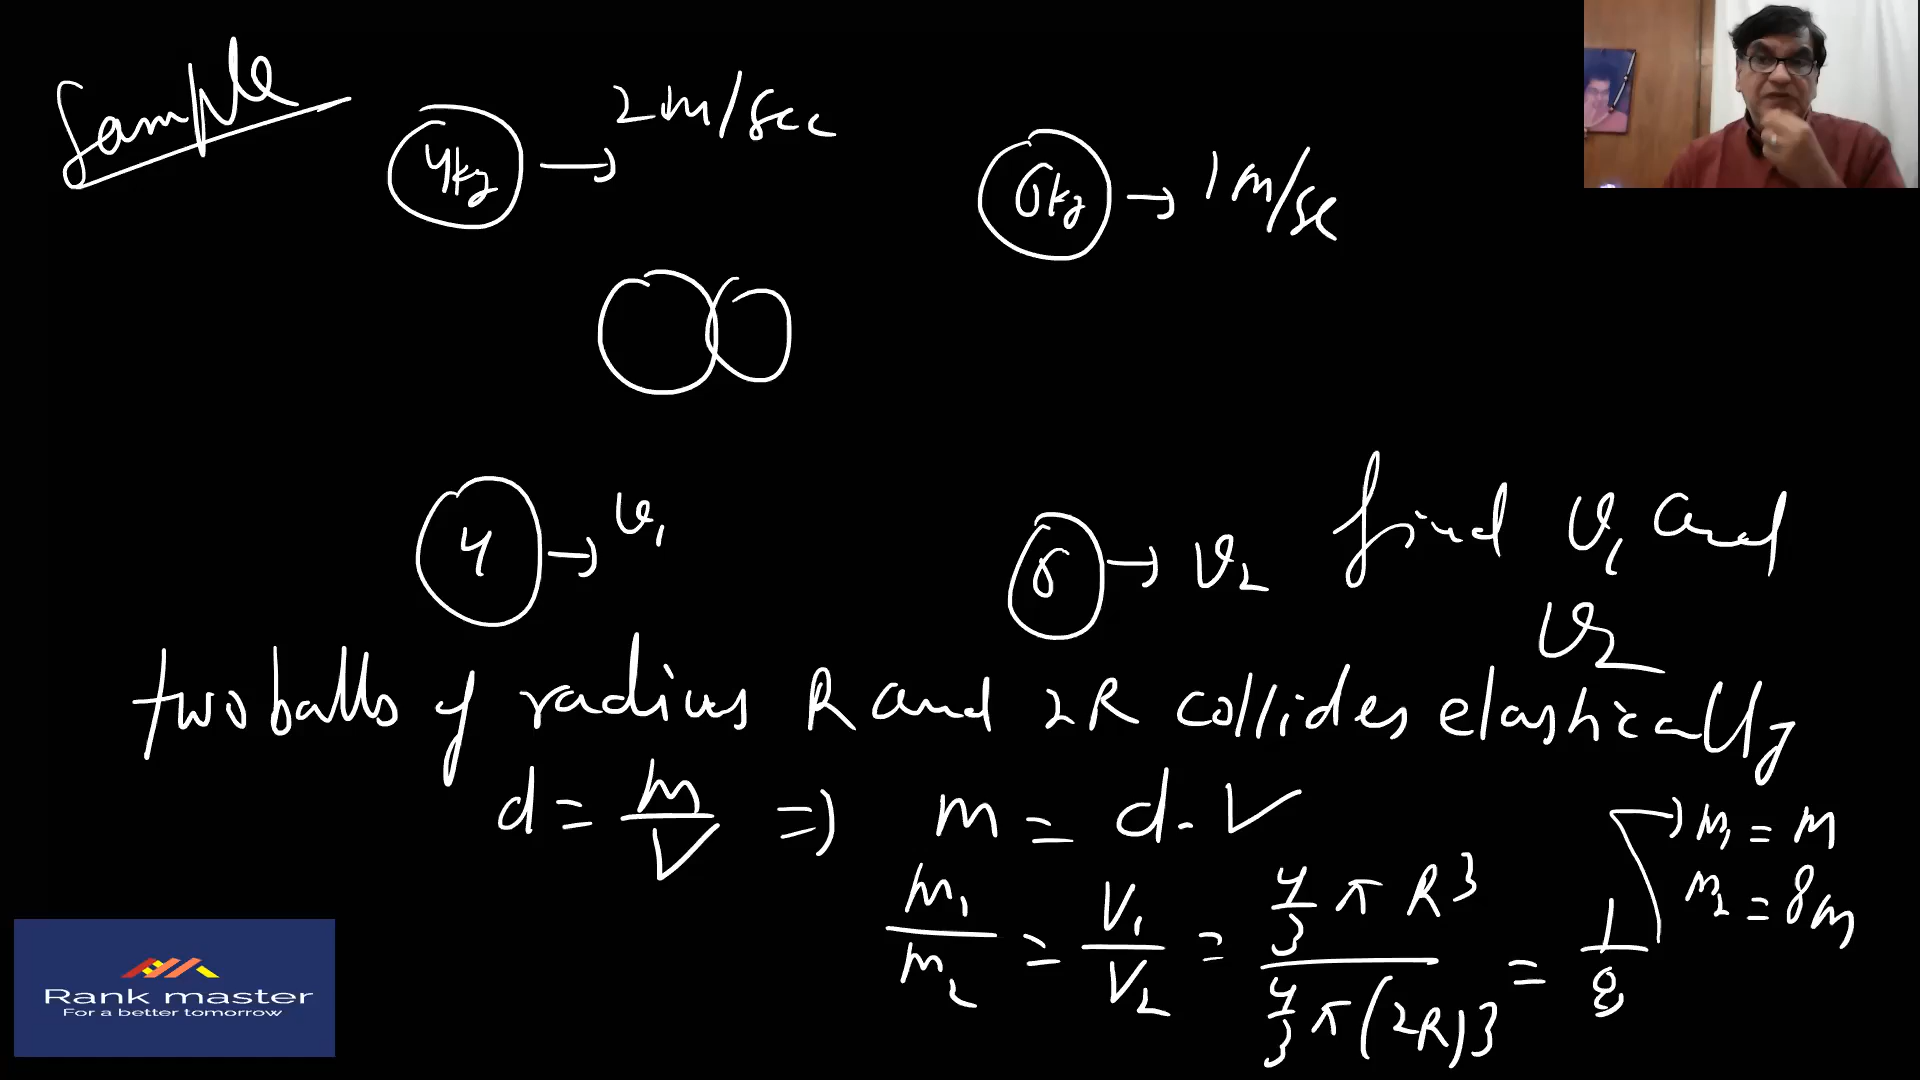 Sample
4kg → 2m/sec
6kg → 1m/sec
4 → v₁
6 → v₂
find v₁ and
v₂
two balls of radius R and 2R collides elastically
d = m/V ⇒ m = d.V
m₁/m₂ = V₁/V₂ = 4/3 π R³ / 4/3 π (2R)³ = 1/8
→ m₁ = m
m₂ = 8m
Rank master
For a better tomorrow